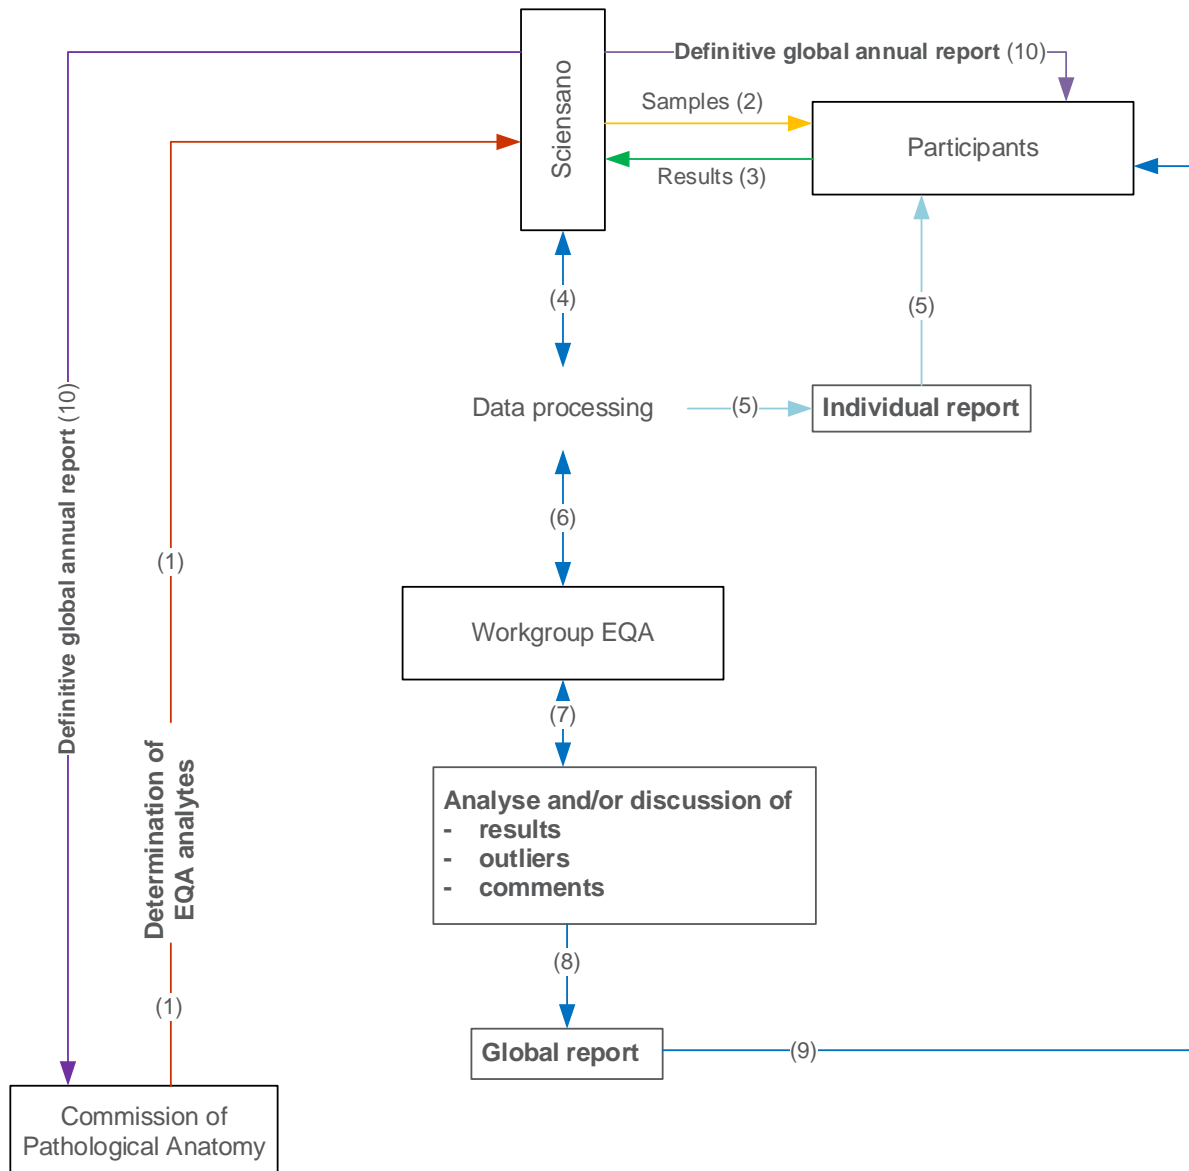 Sciensano
Definitive global annual report (10)
Samples (2)
Participants
Results (3)
(4)
(5)
Data processing
(5)
Individual report
Definitive global annual report (10)
(6)
(1)
Workgroup EQA
(7)
Determination of
EQA analytes
Analyse and/or discussion of
- results
- outliers
- comments
(8)
(1)
Global report
(9)
Commission of
Pathological Anatomy